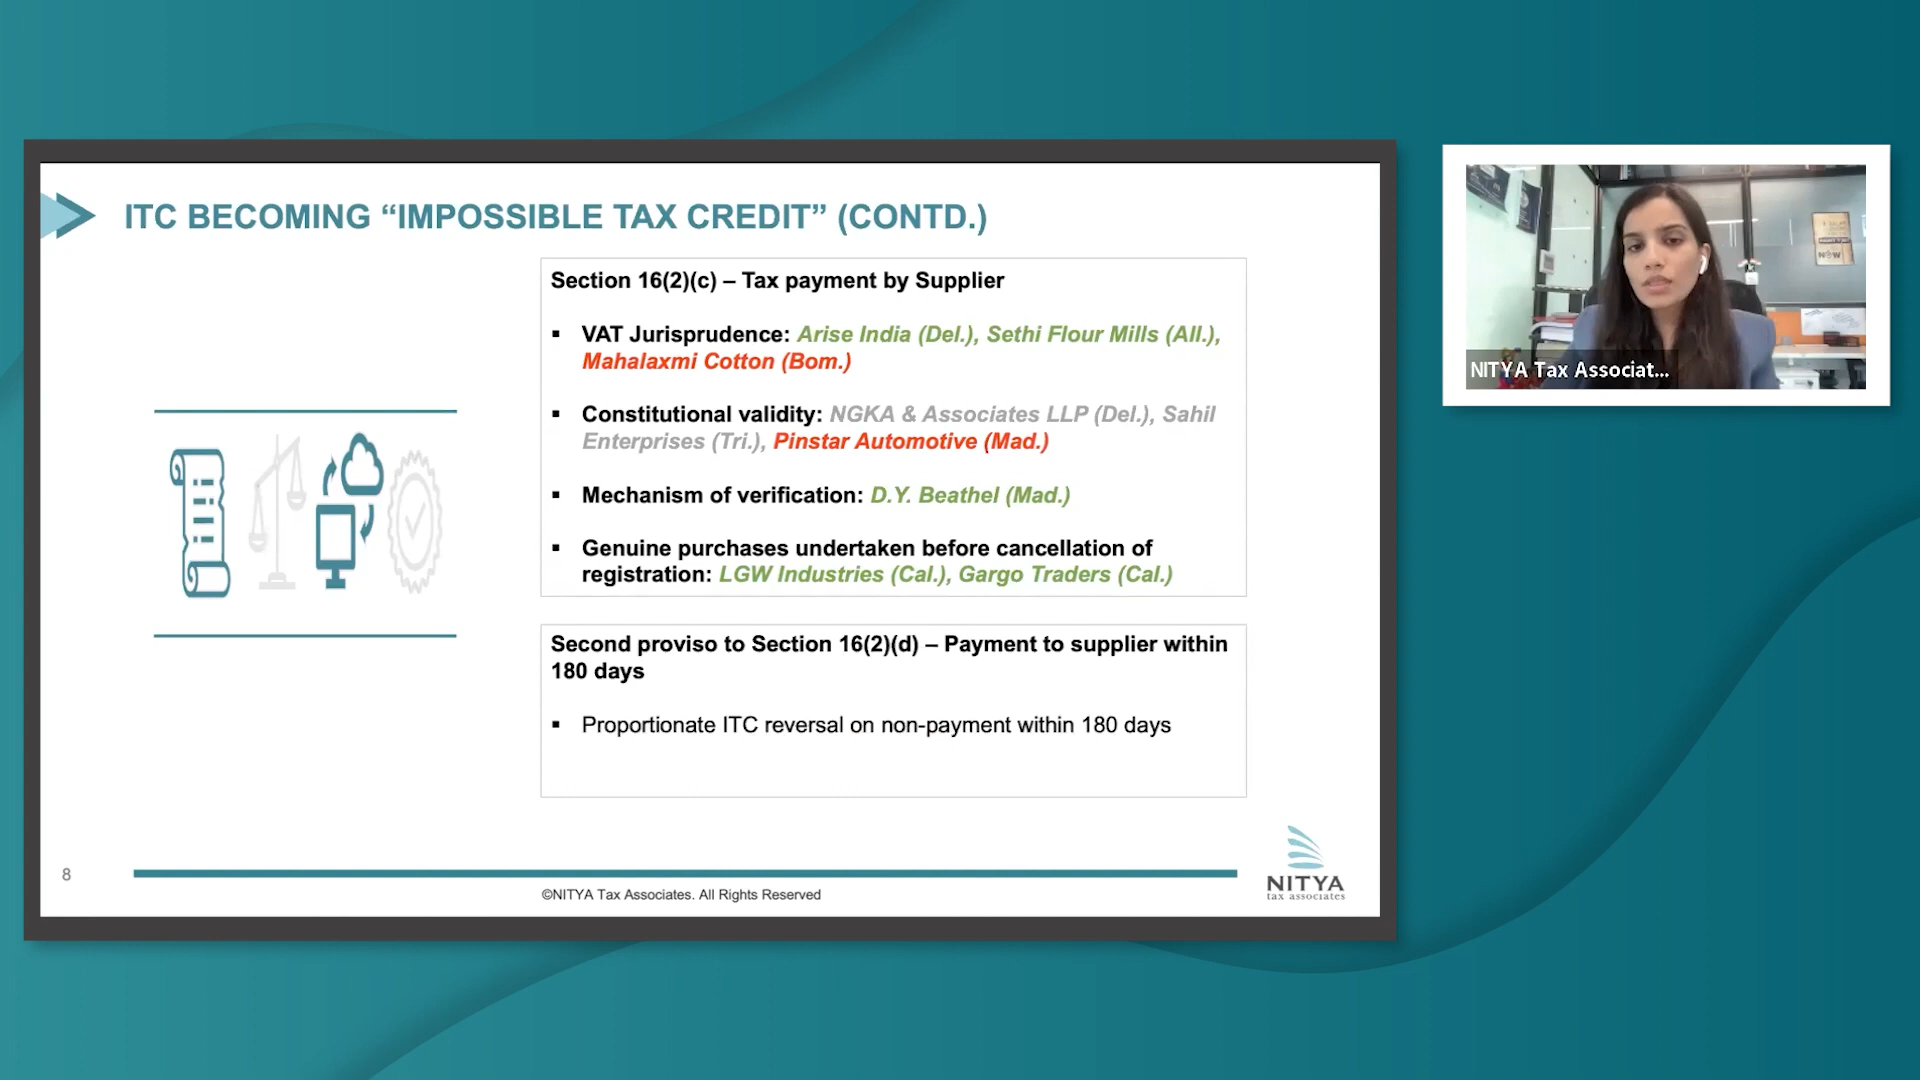 ITC BECOMING “IMPOSSIBLE TAX CREDIT” (CONTD.)
Section 16(2)(c) – Tax payment by Supplier
▪ VAT Jurisprudence: Arise India (Del.), Sethi Flour Mills (All.),
Mahalaxmi Cotton (Bom.)
▪ Constitutional validity: NGKA & Associates LLP (Del.), Sahil
Enterprises (Tri.), Pinstar Automotive (Mad.)
▪ Mechanism of verification: D.Y. Beathel (Mad.)
▪ Genuine purchases undertaken before cancellation of
registration: LGW Industries (Cal.), Gargo Traders (Cal.)
Second proviso to Section 16(2)(d) – Payment to supplier within
180 days
▪ Proportionate ITC reversal on non-payment within 180 days
8
©NITYA Tax Associates. All Rights Reserved
NITYA
tax associates
NOW
NITYA Tax Associat...